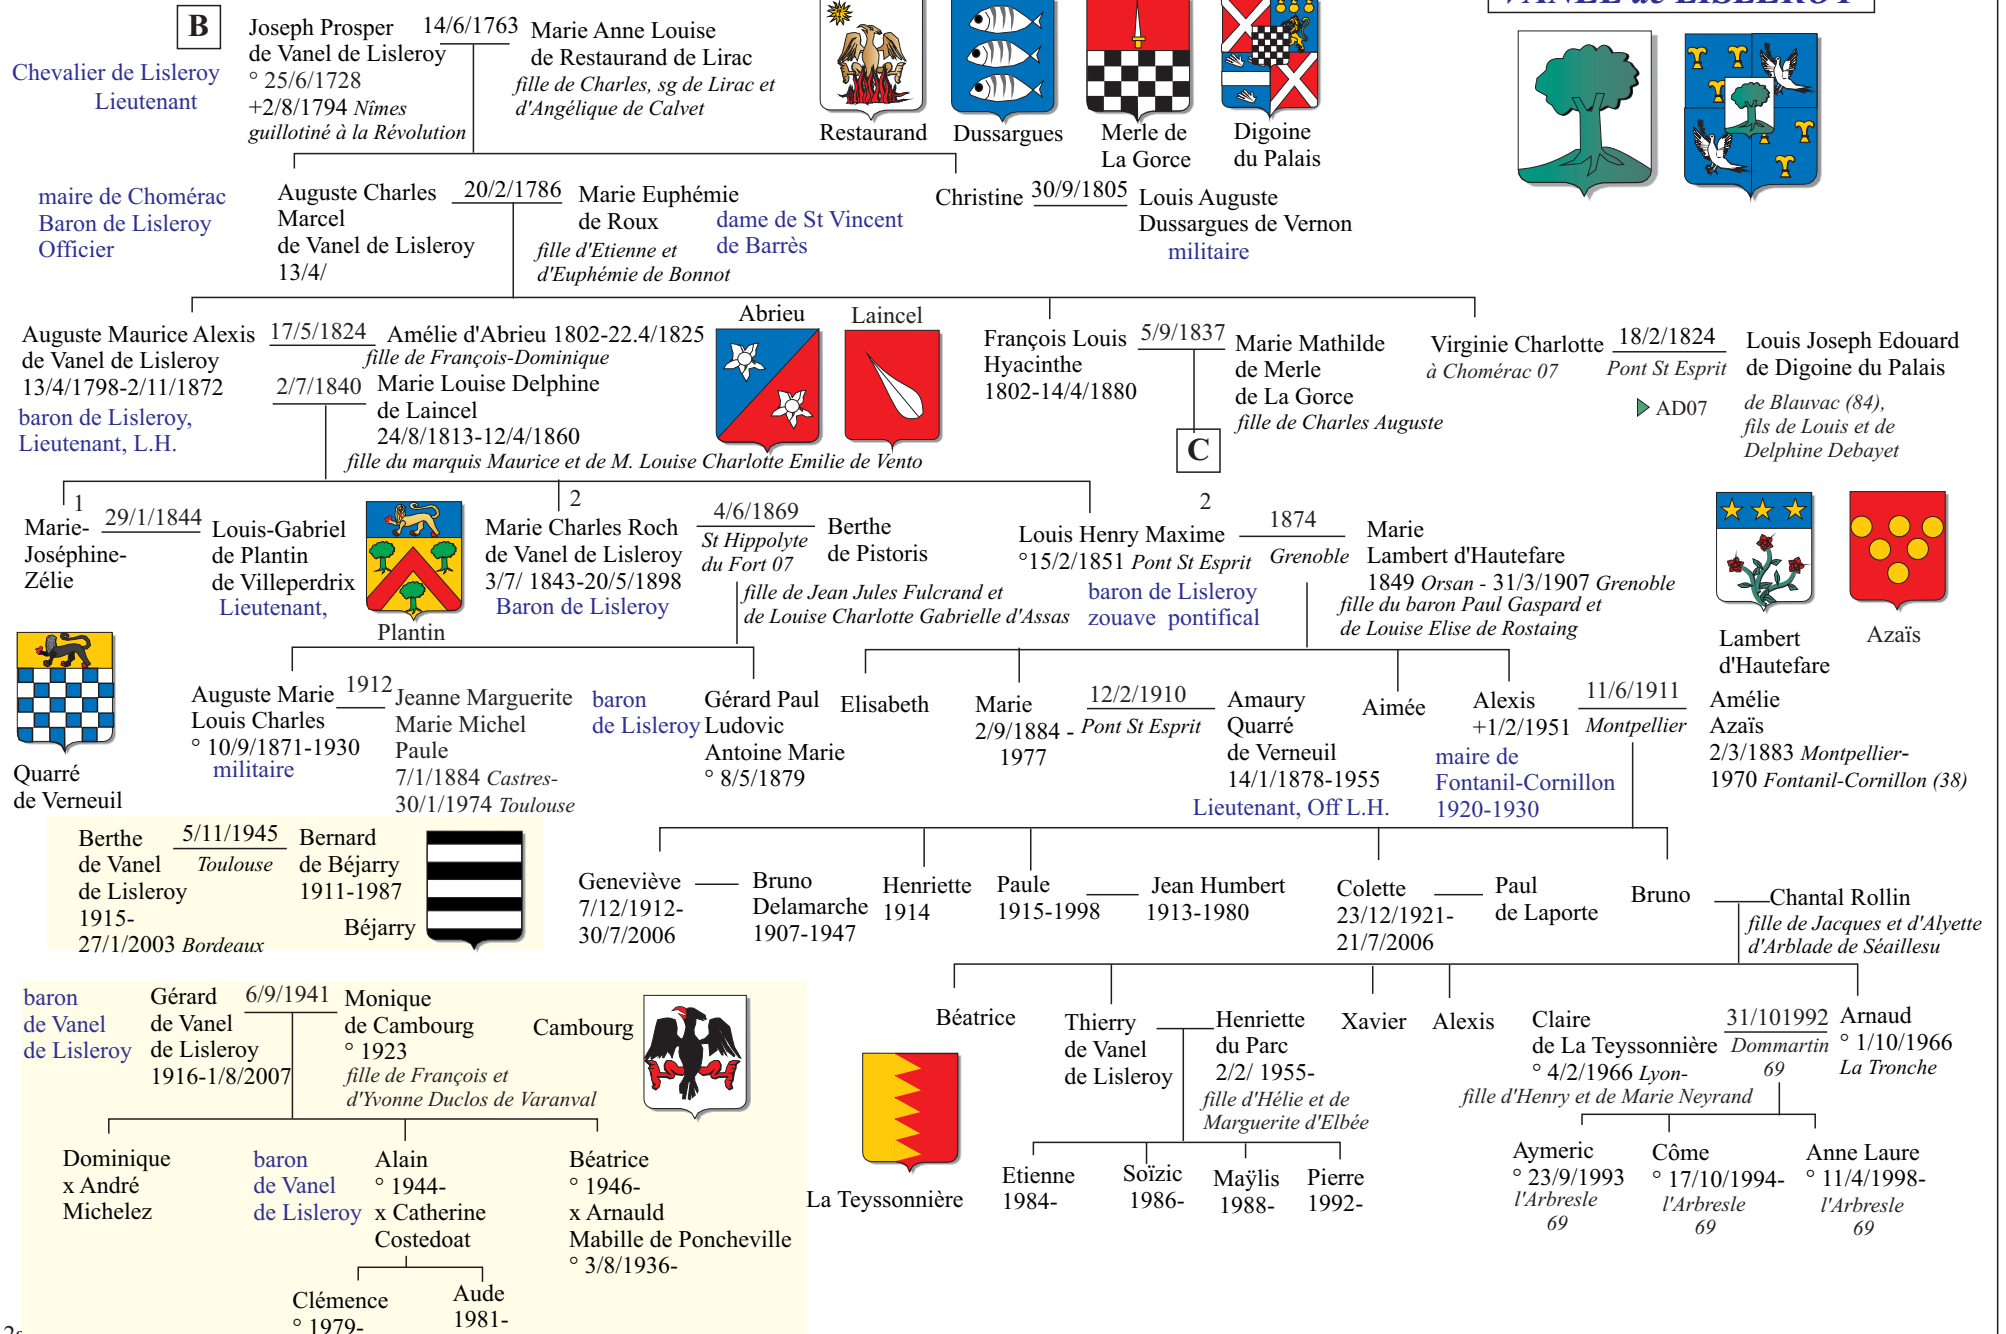 VANEL de LISLEROY
B
Joseph Prosper
de Vanel de Lisleroy
° 25/6/1728
+2/8/1794 Nîmes
guillotiné à la Révolution
Chevalier de Lisleroy
Lieutenant
14/6/1763
Marie Anne Louise
de Restaurand de Lirac
fille de Charles, sg de Lirac et
d'Angélique de Calvet
Restaurand
Dussargues
Merle de
La Gorce
Digoine
du Palais
maire de Chomérac
Baron de Lisleroy
Officier
Auguste Charles
Marcel
de Vanel de Lisleroy
13/4/
20/2/1786
Marie Euphémie
de Roux
fille d'Etienne et
d'Euphémie de Bonnot
dame de St Vincent
de Barrès
Christine
30/9/1805
Louis Auguste
Dussargues de Vernon
militaire
Auguste Maurice Alexis
de Vanel de Lisleroy
13/4/1798-2/11/1872
baron de Lisleroy,
Lieutenant, L.H.
17/5/1824
Amélie d'Abrieu 1802-22.4/1825
fille de François-Dominique
2/7/1840
Marie Louise Delphine
de Laincel
24/8/1813-12/4/1860
fille du marquis Maurice et de M. Louise Charlotte Emilie de Vento
Abrieu
Laincel
François Louis
Hyacinthe
1802-14/4/1880
5/9/1837
Marie Mathilde
de Merle
de La Gorce
fille de Charles Auguste
C
Virginie Charlotte
à Chomérac 07
18/2/1824
Pont St Esprit
AD07
Louis Joseph Edouard
de Digoine du Palais
de Blauvac (84),
fils de Louis et de
Delphine Debayet
1
Marie-
Joséphine-
Zélie
29/1/1844
Louis-Gabriel
de Plantin
de Villeperdrix
Lieutenant,
Plantin
2
Marie Charles Roch
de Vanel de Lisleroy
3/7/ 1843-20/5/1898
Baron de Lisleroy
4/6/1869
St Hippolyte
du Fort 07
Berthe
de Pistoris
fille de Jean Jules Fulcrand et
de Louise Charlotte Gabrielle d'Assas
2
Louis Henry Maxime
°15/2/1851 Pont St Esprit
baron de Lisleroy
zouave pontifical
1874
Grenoble
Marie
Lambert d'Hautefare
1849 Orsan - 31/3/1907 Grenoble
fille du baron Paul Gaspard et
de Louise Elise de Rostaing
Lambert
d'Hautefare
Azaïs
Quarré
de Verneuil
Auguste Marie
Louis Charles
° 10/9/1871-1930
militaire
1912
Jeanne Marguerite
Marie Michel
Paule
7/1/1884 Castres-
30/1/1974 Toulouse
baron
de Lisleroy
Gérard Paul
Ludovic
Antoine Marie
° 8/5/1879
Elisabeth
Marie
2/9/1884 -
1977
12/2/1910
Pont St Esprit
Amaury
Quarré
de Verneuil
14/1/1878-1955
Lieutenant, Off L.H.
Aimée
Alexis
+1/2/1951
maire de
Fontanil-Cornillon
1920-1930
11/6/1911
Montpellier
Amélie
Azaïs
2/3/1883 Montpellier-
1970 Fontanil-Cornillon (38)
Berthe
de Vanel
de Lisleroy
1915-
27/1/2003 Bordeaux
5/11/1945
Toulouse
Bernard
de Béjarry
1911-1987
Béjarry
Geneviève
7/12/1912-
30/7/2006
Bruno
Delamarche
1907-1947
Henriette
1914
Paule
1915-1998
Jean Humbert
1913-1980
Colette
23/12/1921-
21/7/2006
Paul
de Laporte
Bruno
Chantal Rollin
fille de Jacques et d'Alyette
d'Arblade de Séaillesu
baron
de Vanel
de Lisleroy
Gérard
de Vanel
de Lisleroy
1916-1/8/2007
6/9/1941
Monique
de Cambourg
° 1923
fille de François et
d'Yvonne Duclos de Varanval
Cambourg
Béatrice
Thierry
de Vanel
de Lisleroy
Henriette
du Parc
2/2/ 1955-
fille d'Hélie et de
Marguerite d'Elbée
Xavier
Alexis
Claire
de La Teyssonnière
° 4/2/1966 Lyon-
fille d'Henry et de Marie Neyrand
31/101992
Dommartin
69
Arnaud
° 1/10/1966
La Tronche
Dominique
x André
Michelez
baron
de Vanel
de Lisleroy
Alain
° 1944-
x Catherine
Costedoat
Béatrice
° 1946-
x Arnauld
Mabille de Poncheville
° 3/8/1936-
La Teyssonnière
Etienne
1984-
Soïzic
1986-
Maÿlis
1988-
Pierre
1992-
Aymeric
° 23/9/1993
l'Arbresle
69
Côme
° 17/10/1994-
l'Arbresle
69
Anne Laure
° 11/4/1998-
l'Arbresle
69
Clémence
° 1979-
Aude
1981-